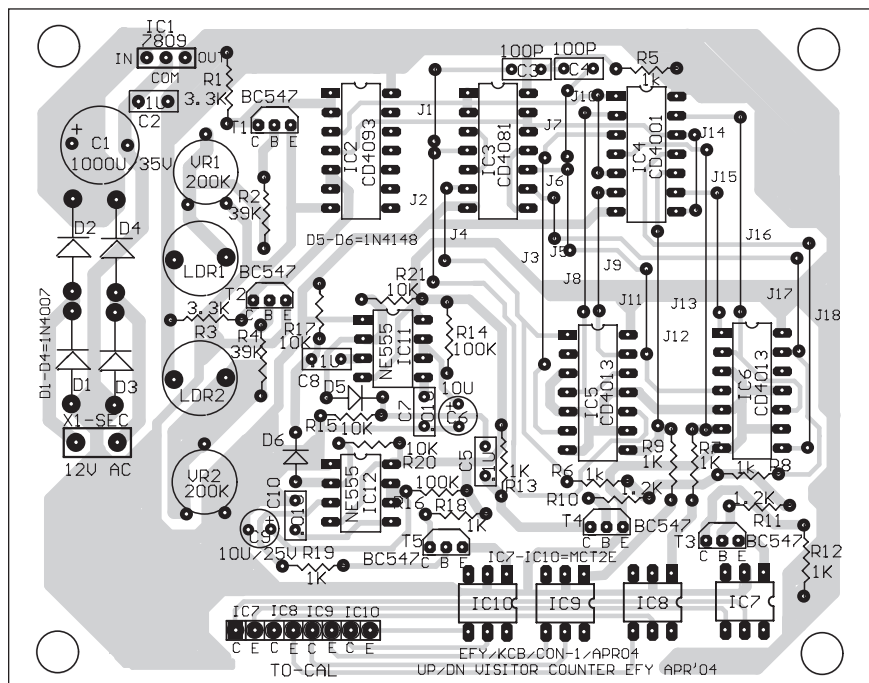 IC1
7809
IN
OUT
COM
1U
C2
R1
3.3K
BC547
T1
C B E
+
C1
1000U/35V
VR1
200K
R2
39K
D2
D4
LDR1
BC547
T2
C B E
3.3K
R3
R4
39K
D1-D4=1N4007
D1
D3
LDR2
X1-SEC
12V AC
VR2
200K
IC2
CD4093
D5-D6=1N4148
100P
100P
C3
C4
R5
1k
J1
J2
J4
IC3
CD4081
J7
J10
J6
J5
J3
J8
J9
IC4
CD4001
J14
J15
J16
J11
J13
J12
J17
J18
R21
10K
R17
10K
NE555
IC11
R14
100K
1U
C8
D5
R15
10K
C7
.01U
10U
+
C6
D6
10K
R20
NE555
IC12
C10
.01U
C9
+
10U/25V
R19
1K
R16
100K
R18
1K
C5
1U
1K
R13
BC547
T5
C B E
IC5
CD4013
IC6
CD4013
R9
1K
R7
1K
R6
1k
R10
1.2K
1k
R8
1.2K
R11
T4
BC547
C B E
T3
BC547
C B E
R12
1K
IC7-IC10=MCT2E
IC10
IC9
IC8
IC7
IC7 IC8 IC9 IC10
C E C E C E C E
TO-CAL
EFY/KCB/CON-1/APR04
UP/DN VISITOR COUNTER EFY APR'04